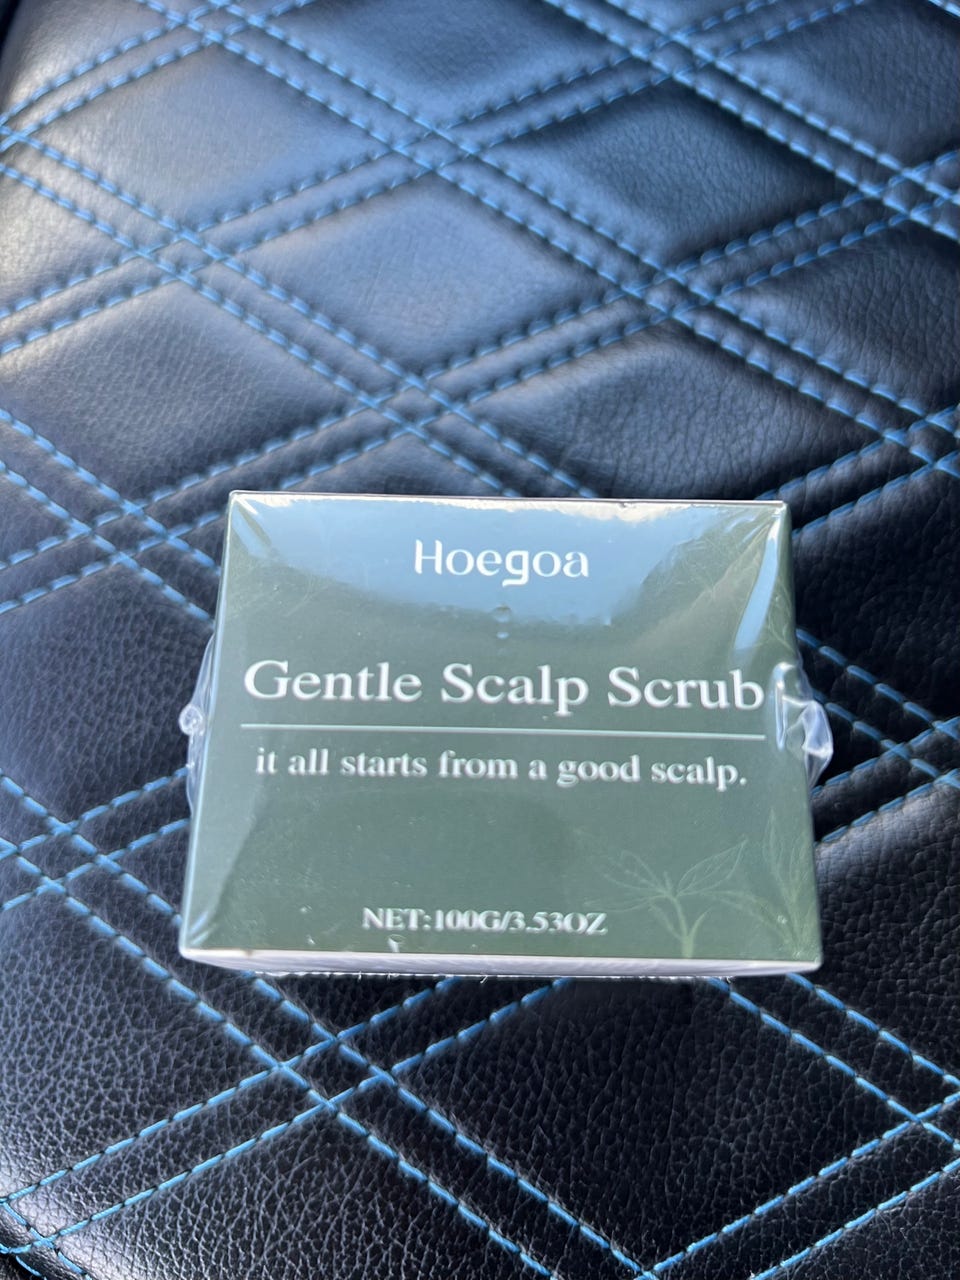 Hoegoa
Gentle Scalp Scrub
it all starts from a good scalp.
NET:100G/3.53OZ